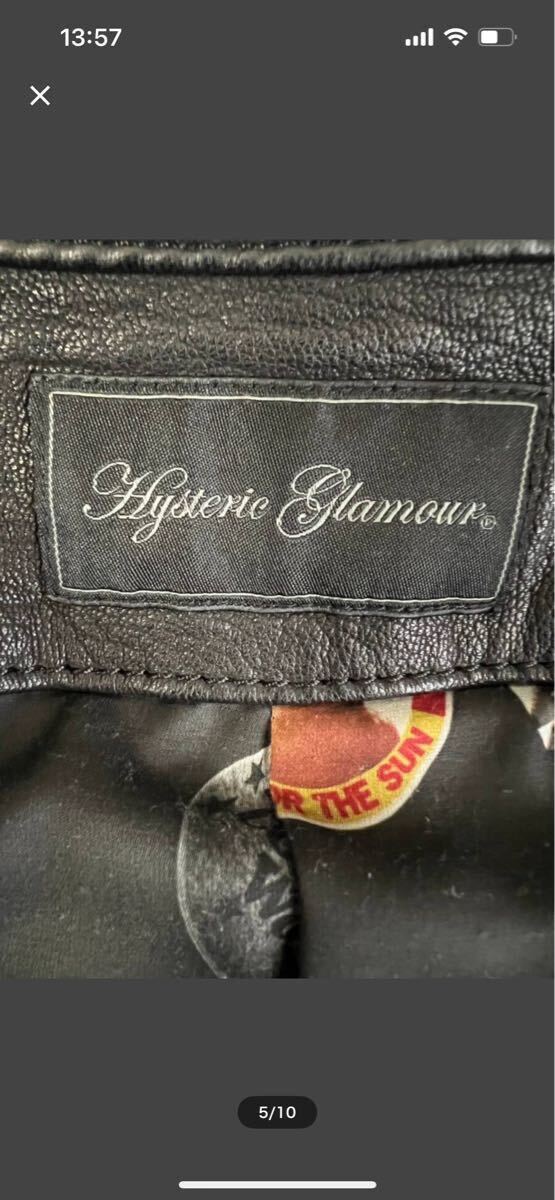 13:57
Hysteric Glamour®
R THE SUN
5/10